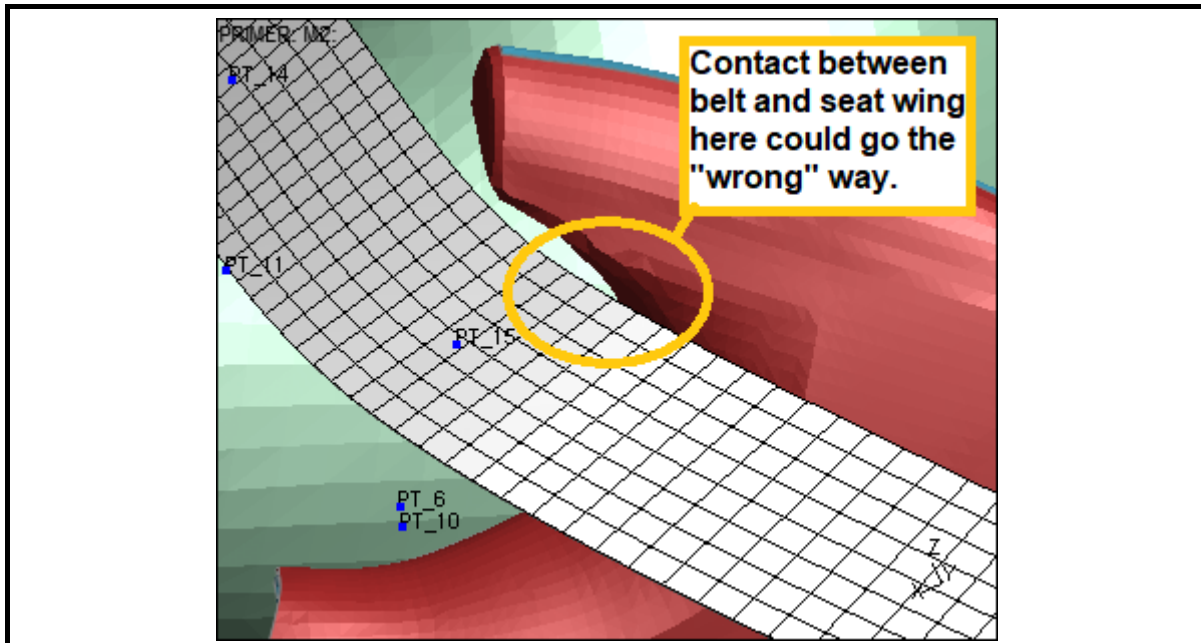 PRIMER: M2:
PT_14
Contact between
belt and seat wing
here could go the
"wrong" way.
PT_11
PT_15
PT_6
PT_10
Z
Y
X